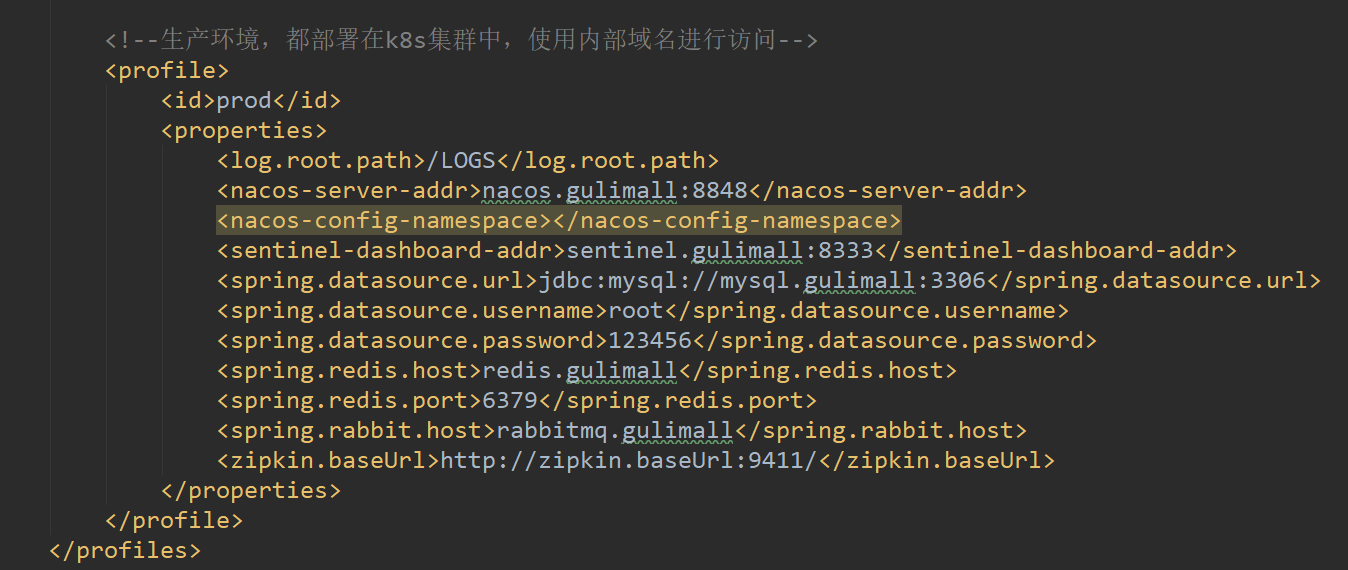 <!--生产环境，都部署在k8s集群中，使用内部域名进行访问-->
<profile>
<id>prod</id>
<properties>
<log.root.path>/LOGS</log.root.path>
<nacos-server-addr>nacos.gulimall:8848</nacos-server-addr>
<nacos-config-namespace></nacos-config-namespace>
<sentinel-dashboard-addr>sentinel.gulimall:8333</sentinel-dashboard-addr>
<spring.datasource.url>jdbc:mysql://mysql.gulimall:3306</spring.datasource.url>
<spring.datasource.username>root</spring.datasource.username>
<spring.datasource.password>123456</spring.datasource.password>
<spring.redis.host>redis.gulimall</spring.redis.host>
<spring.redis.port>6379</spring.redis.port>
<spring.rabbit.host>rabbitmq.gulimall</spring.rabbit.host>
<zipkin.baseUrl>http://zipkin.baseUrl:9411/</zipkin.baseUrl>
</properties>
</profile>
</profiles>